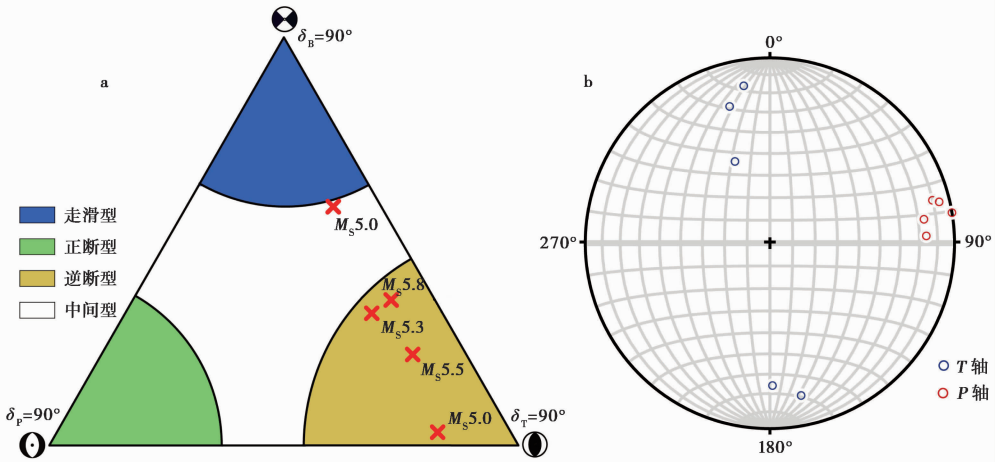 δB=90°
a
走滑型
正断型
逆断型
中间型
MS5.0
MS5.8
MS5.3
MS5.5
MS5.0
δP=90°
δT=90°
b
0°
270°
90°
180°
T 轴
P 轴